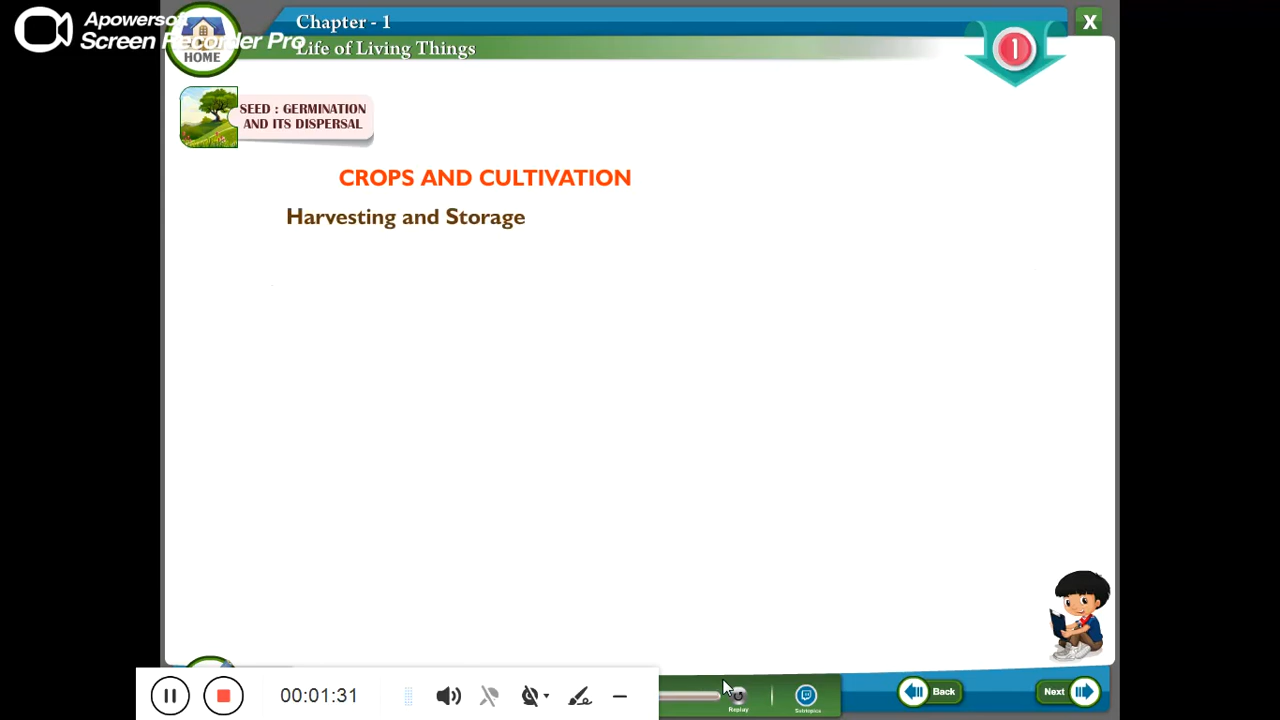 Apowersoft
Screen Recorder Pro
HOME
Chapter - 1
Life of Living Things
1
X
SEED : GERMINATION
AND ITS DISPERSAL
CROPS AND CULTIVATION
Harvesting and Storage
00:01:31
Replay
Subtopics
Back
Next